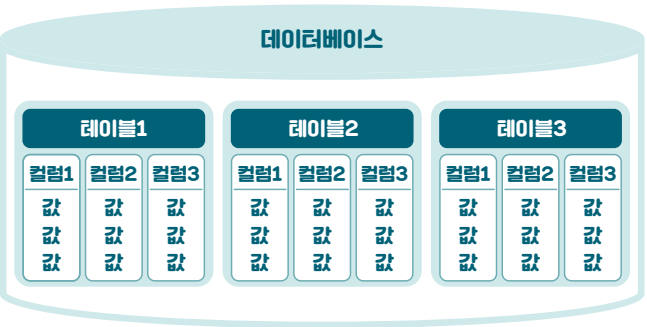 데이터베이스
테이블1 테이블2 테이블3
컬럼1 컬럼2 컬럼3 컬럼1 컬럼2 컬럼3 컬럼1 컬럼2 컬럼3
값 값 값 값 값 값 값 값 값
값 값 값 값 값 값 값 값 값
값 값 값 값 값 값 값 값 값